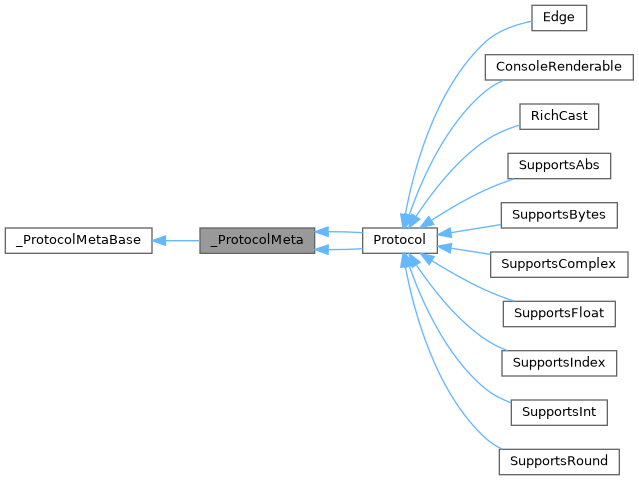 Edge
ConsoleRenderable
RichCast
SupportsAbs
SupportsBytes
_ProtocolMetaBase
_ProtocolMeta
Protocol
SupportsComplex
SupportsFloat
SupportsIndex
SupportsInt
SupportsRound